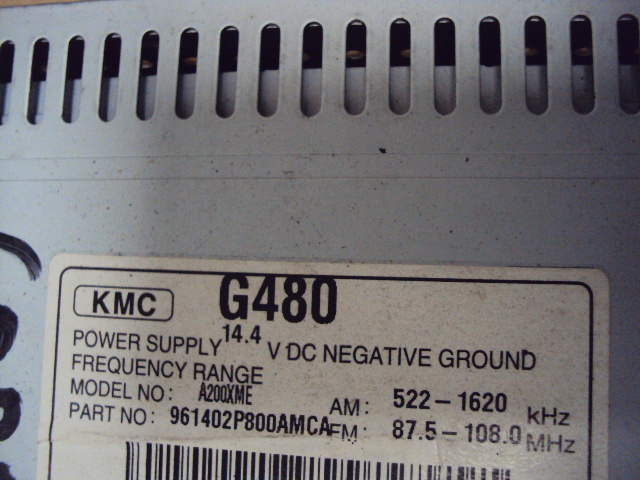 KMC G480
POWER SUPPLY 14.4 V DC NEGATIVE GROUND
FREQUENCY RANGE
MODEL NO: A200XME AM: 522-1620 kHz
PART NO: 961402P800AMCA FM: 87.5-108.0 MHz